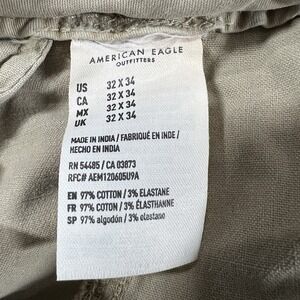 AMERICAN EAGLE
OUTFITTERS
US 32 X 34
CA 32 X 34
MX 32 X 34
UK 32 X 34
MADE IN INDIA / FABRIQUÉ EN INDE /
HECHO EN INDIA
RN 54485 / CA 03873
RFC# AEM120605U9A
EN 97% COTTON / 3% ELASTANE
FR 97% COTON / 3% ÉLASTHANNE
SP 97% algodón / 3% elastano